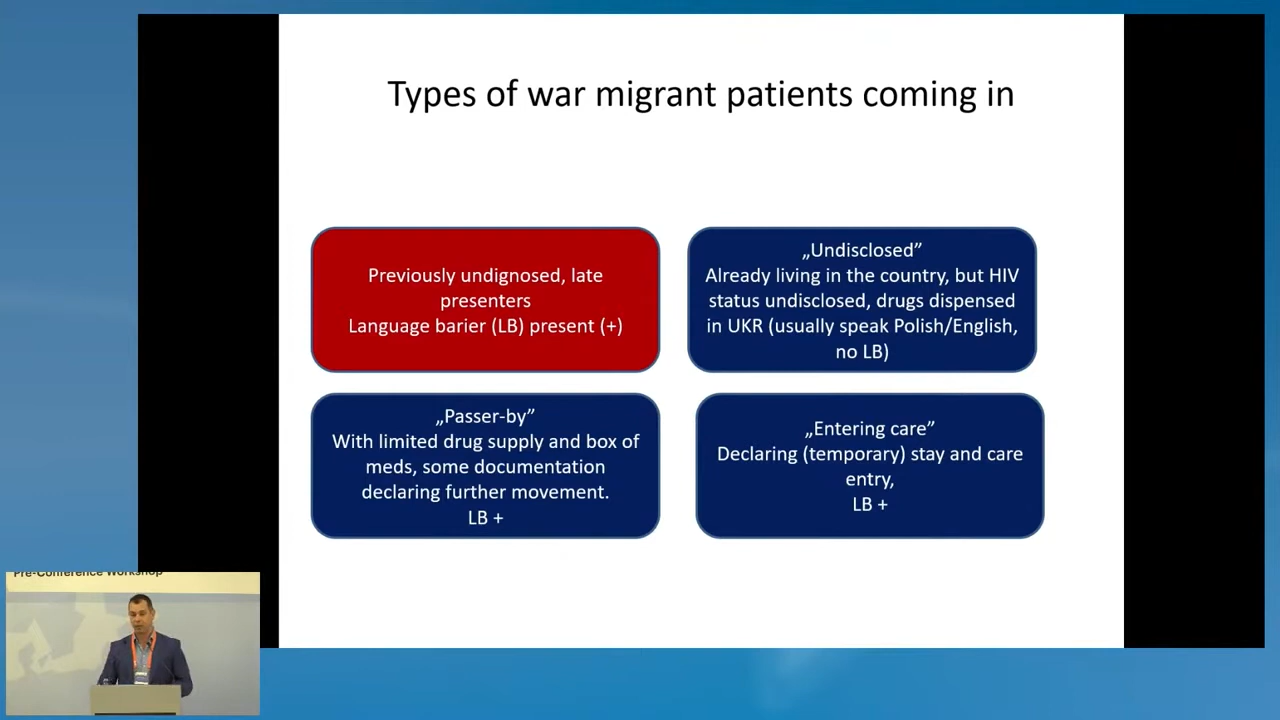 Types of war migrant patients coming in
Previously undignosed, late
presenters
Language barier (LB) present (+)
„Undisclosed”
Already living in the country, but HIV
status undisclosed, drugs dispensed
in UKR (usually speak Polish/English,
no LB)
„Passer-by”
With limited drug supply and box of
meds, some documentation
declaring further movement.
LB +
„Entering care”
Declaring (temporary) stay and care
entry,
LB +
Pre-Conference Workshop